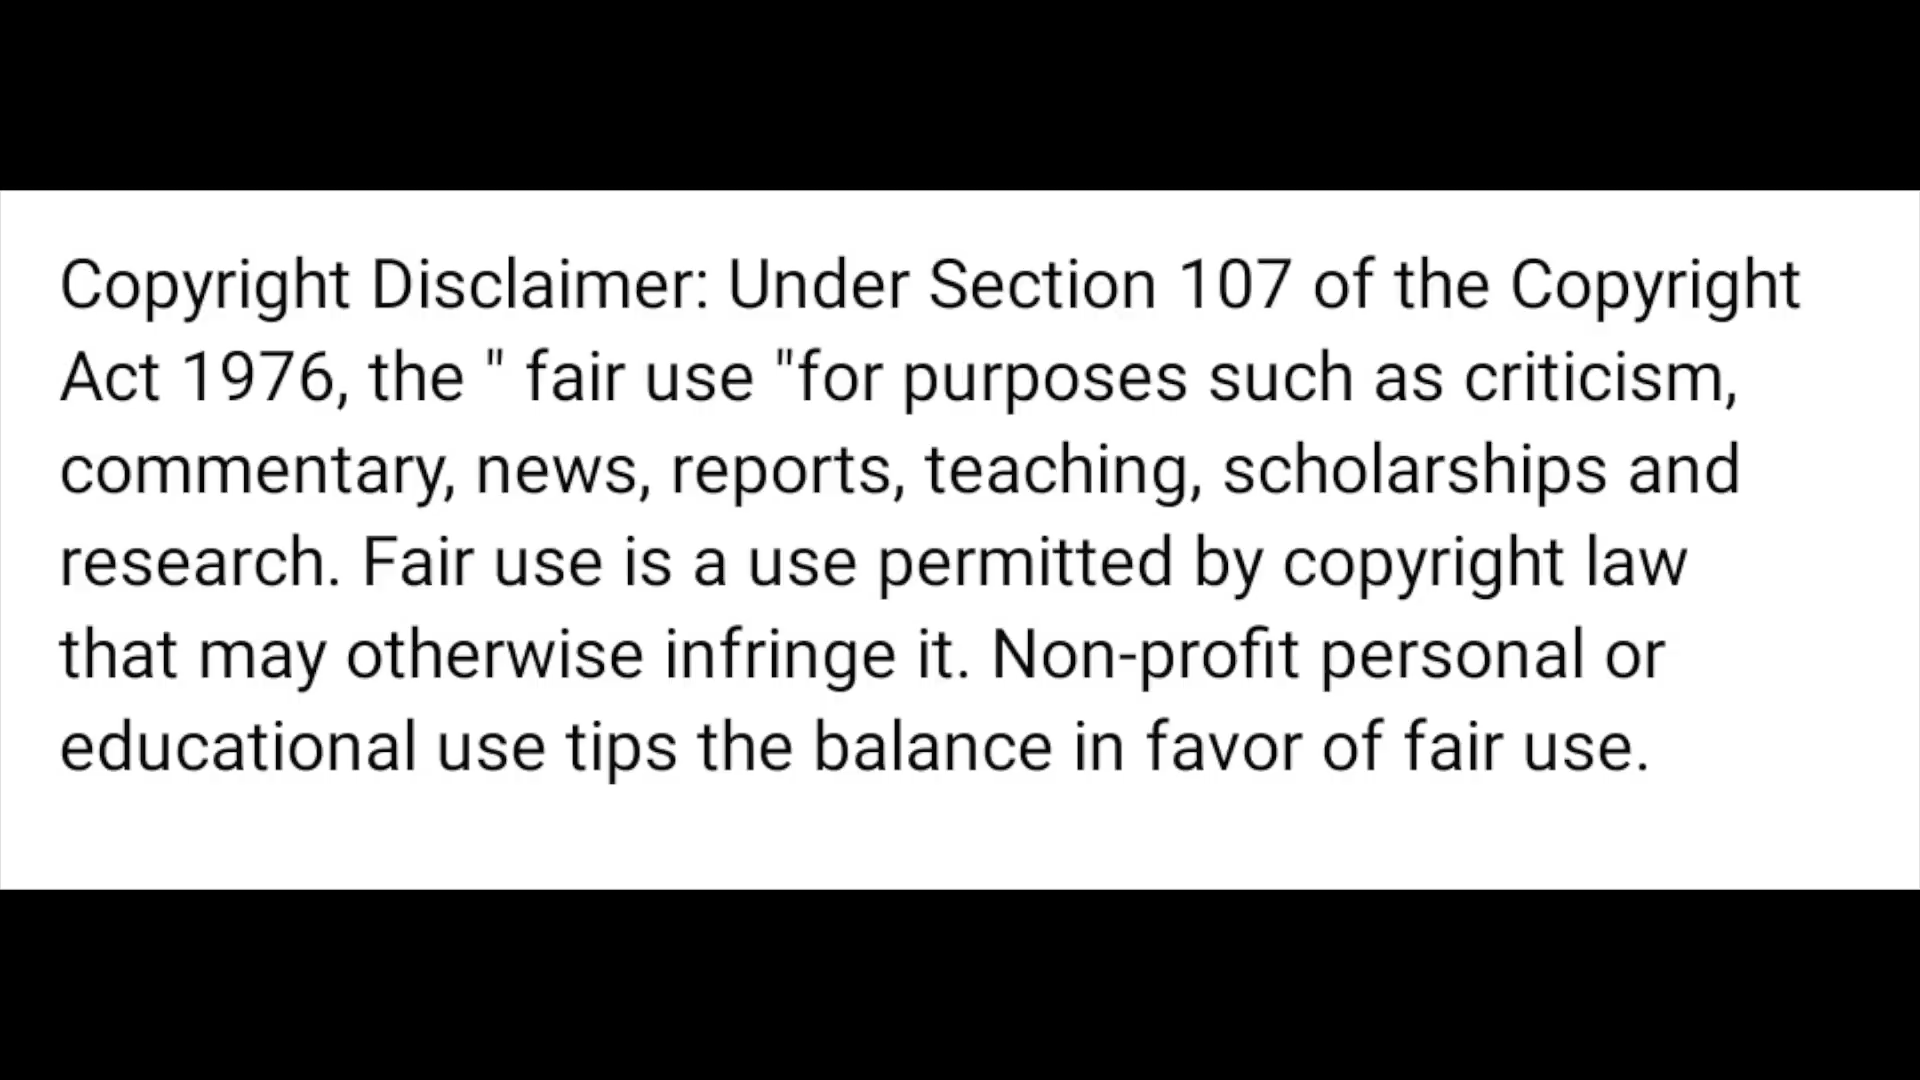 Copyright Disclaimer: Under Section 107 of the Copyright
Act 1976, the " fair use "for purposes such as criticism,
commentary, news, reports, teaching, scholarships and
research. Fair use is a use permitted by copyright law
that may otherwise infringe it. Non-profit personal or
educational use tips the balance in favor of fair use.